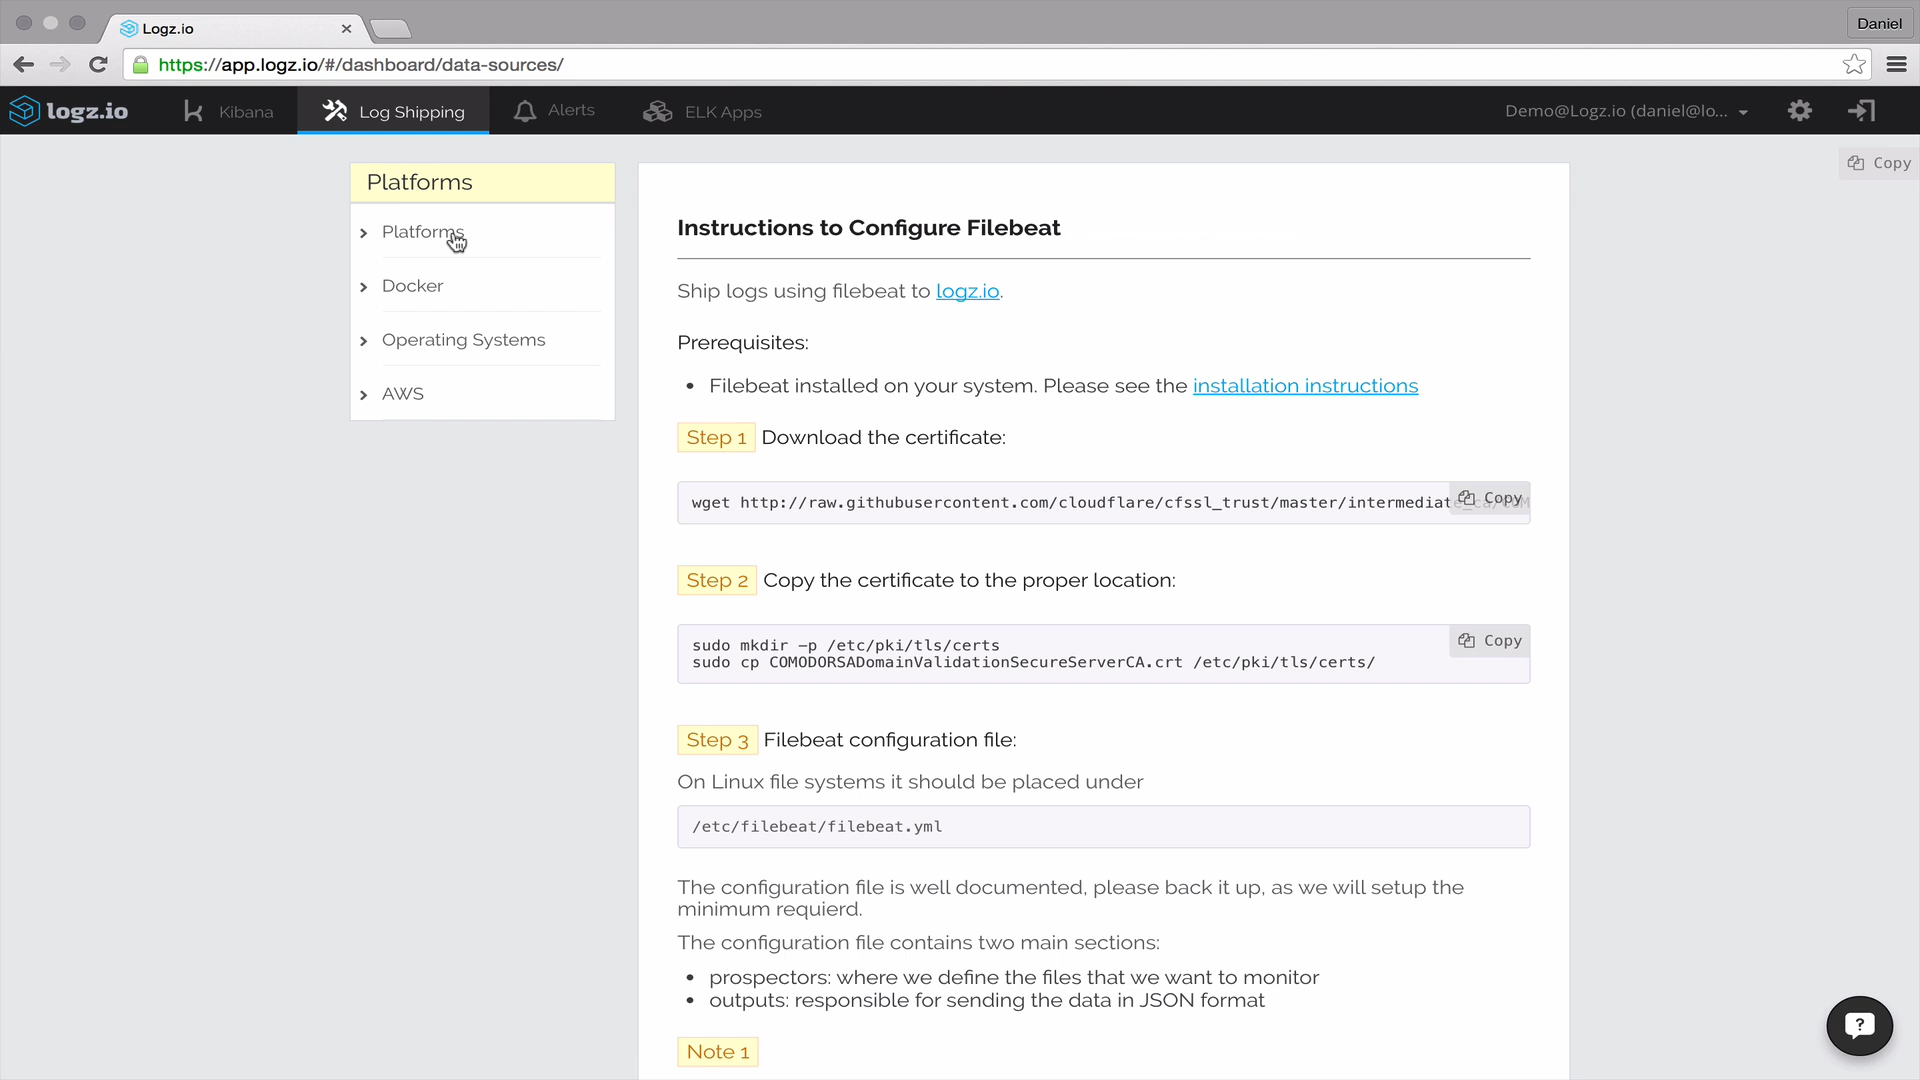 Logz.io
Daniel
https://app.logz.io/#/dashboard/data-sources/
logz.io
Kibana
Log Shipping
Alerts
ELK Apps
Demo@Logz.io (daniel@lo...
Copy
Platforms
Platforms
Docker
Operating Systems
AWS
Instructions to Configure Filebeat
Ship logs using filebeat to logz.io.
Prerequisites:
• Filebeat installed on your system. Please see the installation instructions
Step 1 Download the certificate:
wget http://raw.githubusercontent.com/cloudflare/cfssl_trust/master/intermediate_ca/COM
Copy
Step 2 Copy the certificate to the proper location:
Copy
sudo mkdir -p /etc/pki/tls/certs
sudo cp COMODORSADomainValidationSecureServerCA.crt /etc/pki/tls/certs/
Step 3 Filebeat configuration file:
On Linux file systems it should be placed under
/etc/filebeat/filebeat.yml
The configuration file is well documented, please back it up, as we will setup the
minimum requierd.
The configuration file contains two main sections:
• prospectors: where we define the files that we want to monitor
• outputs: responsible for sending the data in JSON format
Note 1